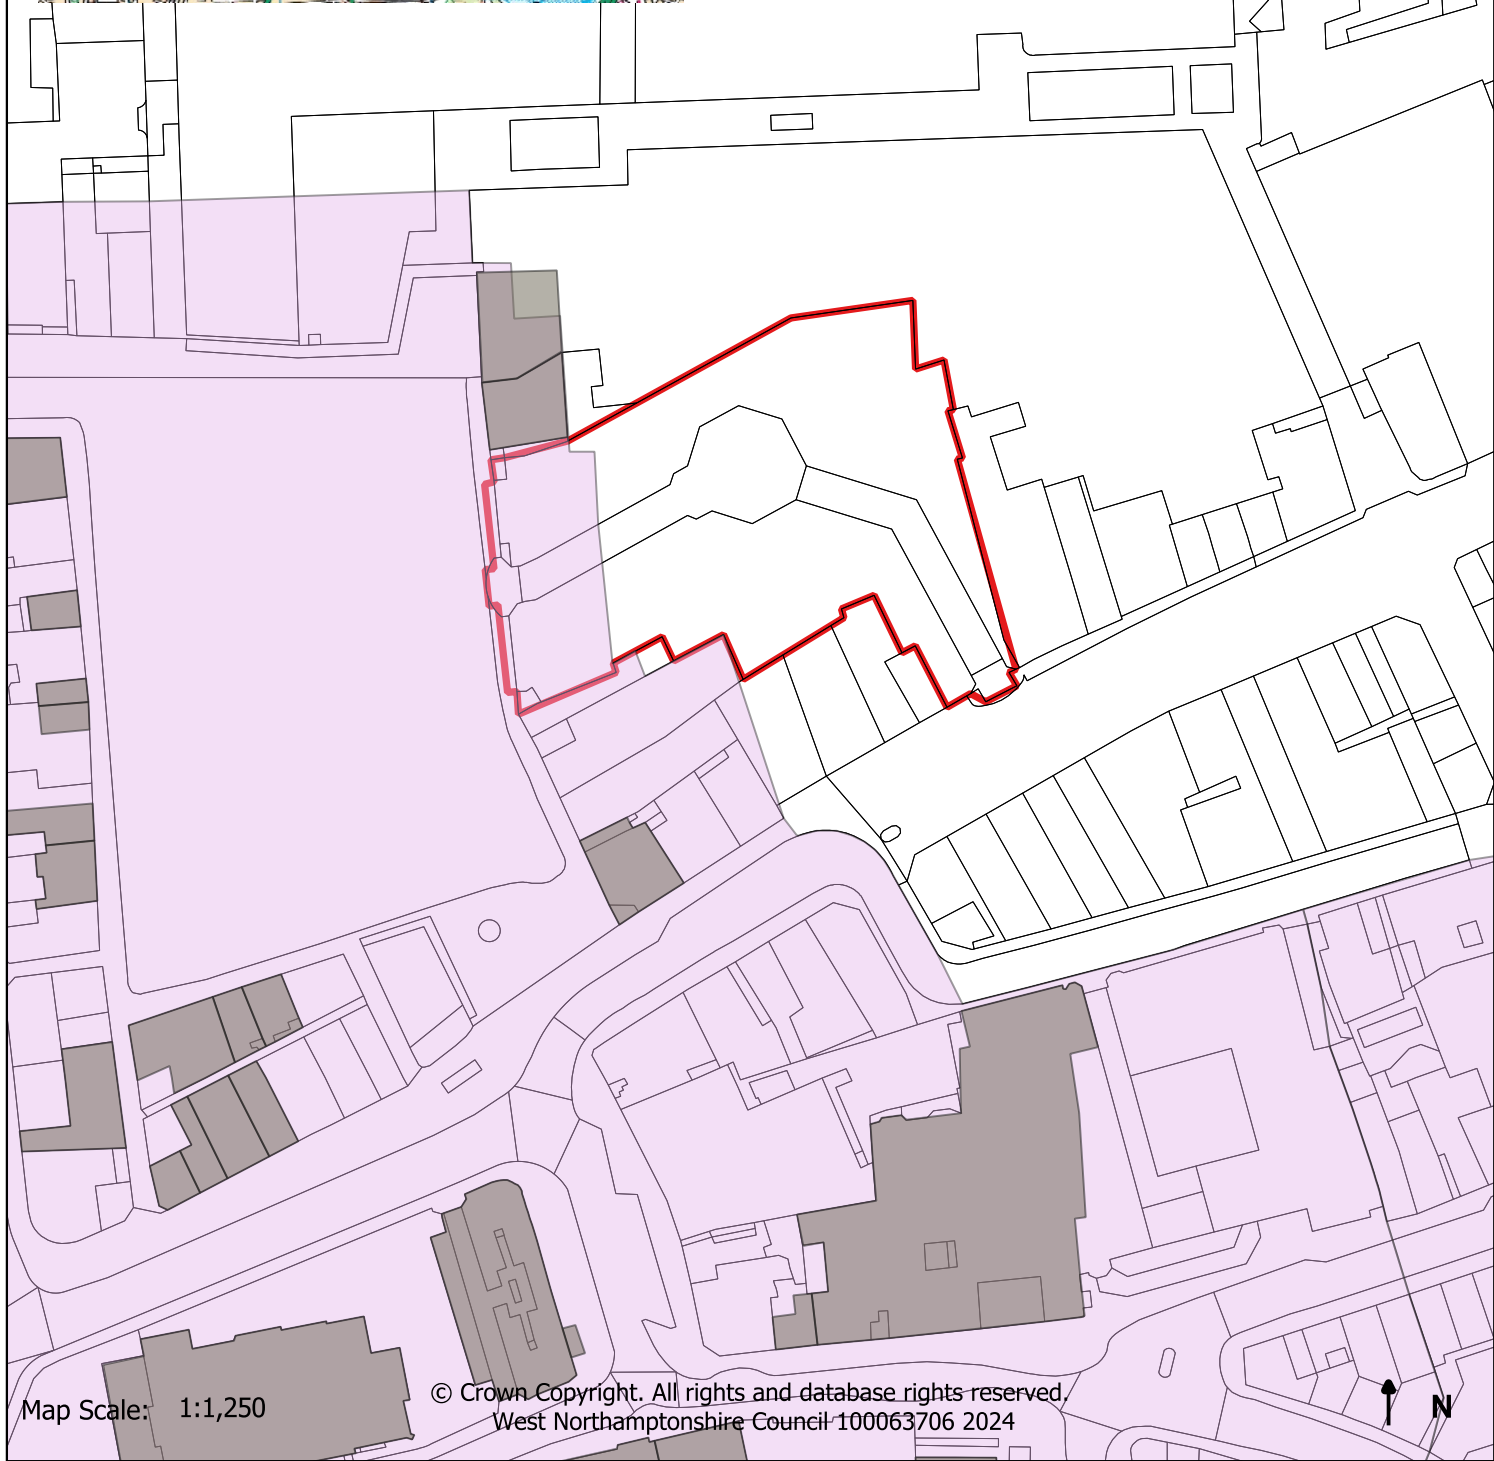 © Crown Copyright. All rights and database rights reserved.
Map Scale: 1:1,250
West Northamptonshire Council 100063706 2024
N